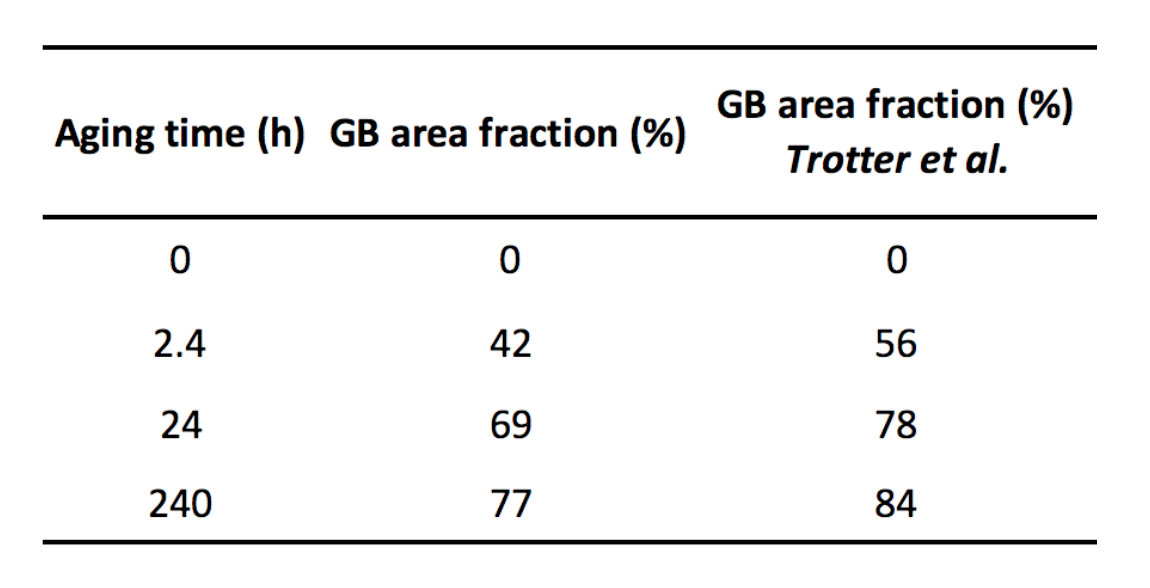 Aging time (h) GB area fraction (%) GB area fraction (%)
Trotter et al.
0 0 0
2.4 42 56
24 69 78
240 77 84